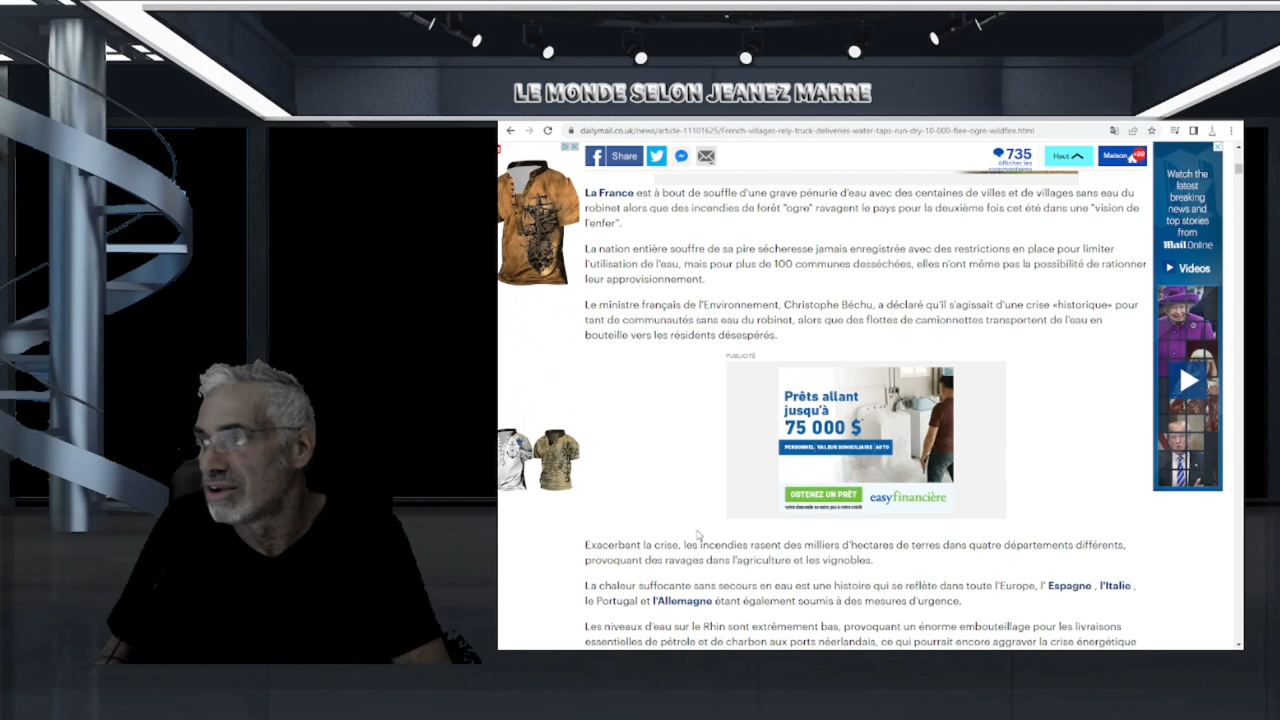 LE MONDE SELON JEANEZ MARRE
dailymail.co.uk/news/article-11101625/French-villages-rely-truck-deliveries-water-taps-run-dry-10-000-flee-ogre-wildfire.html
Share
735
Afficher les
commentaires
Haut
Maison
+99
La France est à bout de souffle d'une grave pénurie d'eau avec des centaines de villes et de villages sans eau du
robinet alors que des incendies de forêt "ogre" ravagent le pays pour la deuxième fois cet été dans une "vision de
l'enfer".
La nation entière souffre de sa pire sécheresse jamais enregistrée avec des restrictions en place pour limiter
l'utilisation de l'eau, mais pour plus de 100 communes desséchées, elles n'ont même pas la possibilité de rationner
leur approvisionnement.
Le ministre français de l'Environnement, Christophe Béchu, a déclaré qu'il s'agissait d'une crise «historique» pour
tant de communautés sans eau du robinet, alors que des flottes de camionnettes transportent de l'eau en
bouteille vers les résidents désespérés.
PUBLICITÉ
Prêts allant
jusqu'à
75 000 $
PERSONNEL VALEUR DOMICILIAIRE AUTO
OBTENEZ UN PRÊT
easyfinancière
Exacerbant la crise, les incendies rasent des milliers d'hectares de terres dans quatre départements différents,
provoquant des ravages dans l'agriculture et les vignobles.
La chaleur suffocante sans secours en eau est une histoire qui se reflète dans toute l'Europe, l' Espagne , l'Italie ,
le Portugal et l'Allemagne étant également soumis à des mesures d'urgence.
Les niveaux d'eau sur le Rhin sont extrêmement bas, provoquant un énorme embouteillage pour les livraisons
essentielles de pétrole et de charbon aux ports néerlandais, ce qui pourrait encore aggraver la crise énergétique
Watch the
latest
breaking
news and
top stories
from
Mail Online
Videos